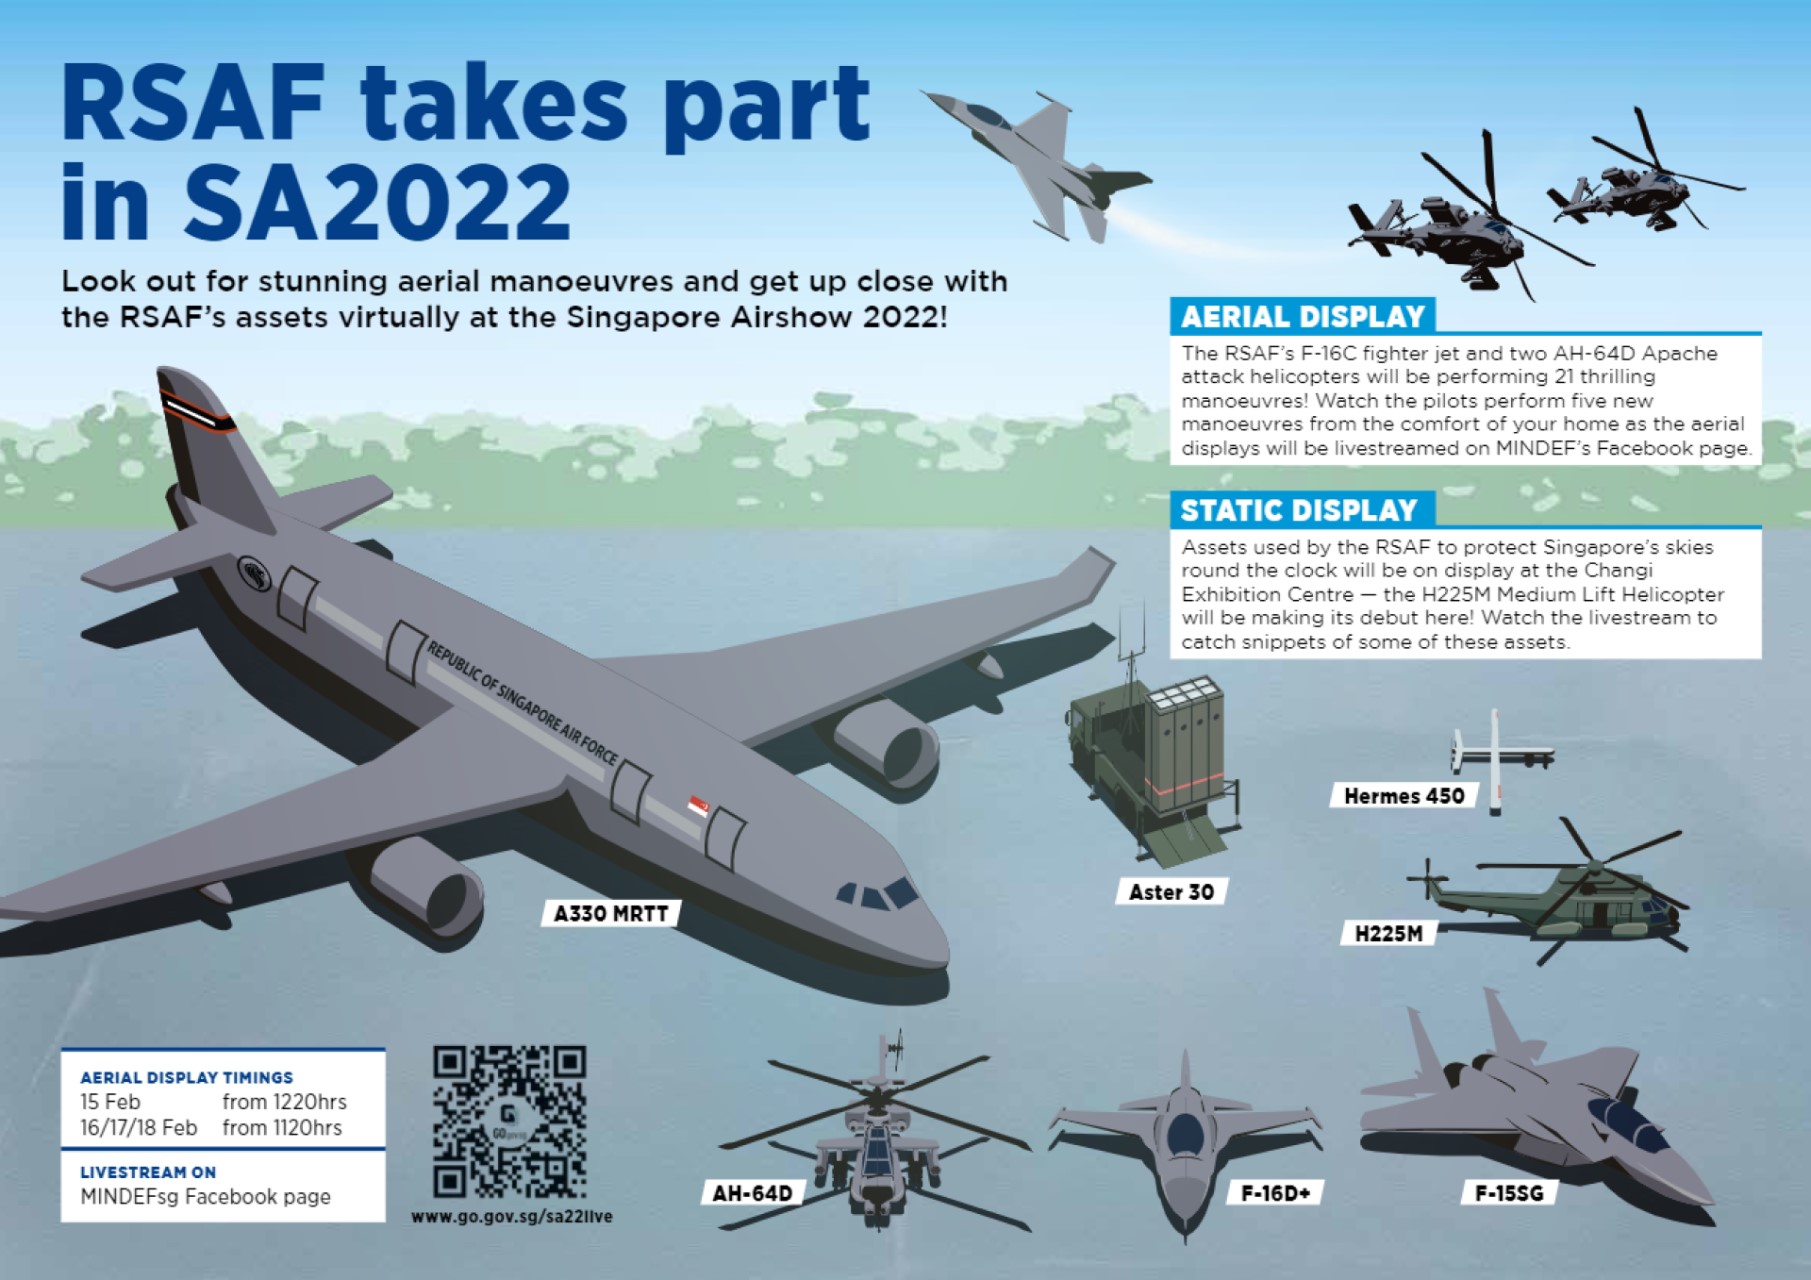 RSAF takes part
in SA2022
Look out for stunning aerial manoeuvres and get up close with
the RSAF's assets virtually at the Singapore Airshow 2022!
AERIAL DISPLAY
The RSAF's F-16C fighter jet and two AH-64D Apache
attack helicopters will be performing 21 thrilling
manoeuvres! Watch the pilots perform five new
manoeuvres from the comfort of your home as the aerial
displays will be livestreamed on MINDEF's Facebook page.
STATIC DISPLAY
Assets used by the RSAF to protect Singapore's skies
round the clock will be on display at the Changi
Exhibition Centre — the H225M Medium Lift Helicopter
will be making its debut here! Watch the livestream to
catch snippets of some of these assets.
REPUBLIC OF SINGAPORE AIR FORCE
Hermes 450
Aster 30
A330 MRTT
H225M
AERIAL DISPLAY TIMINGS
15 Feb from 1220hrs
16/17/18 Feb from 1120hrs
LIVESTREAM ON
MINDEFsg Facebook page
GOgov.sg
www.go.gov.sg/sa22live
AH-64D
F-16D+
F-15SG